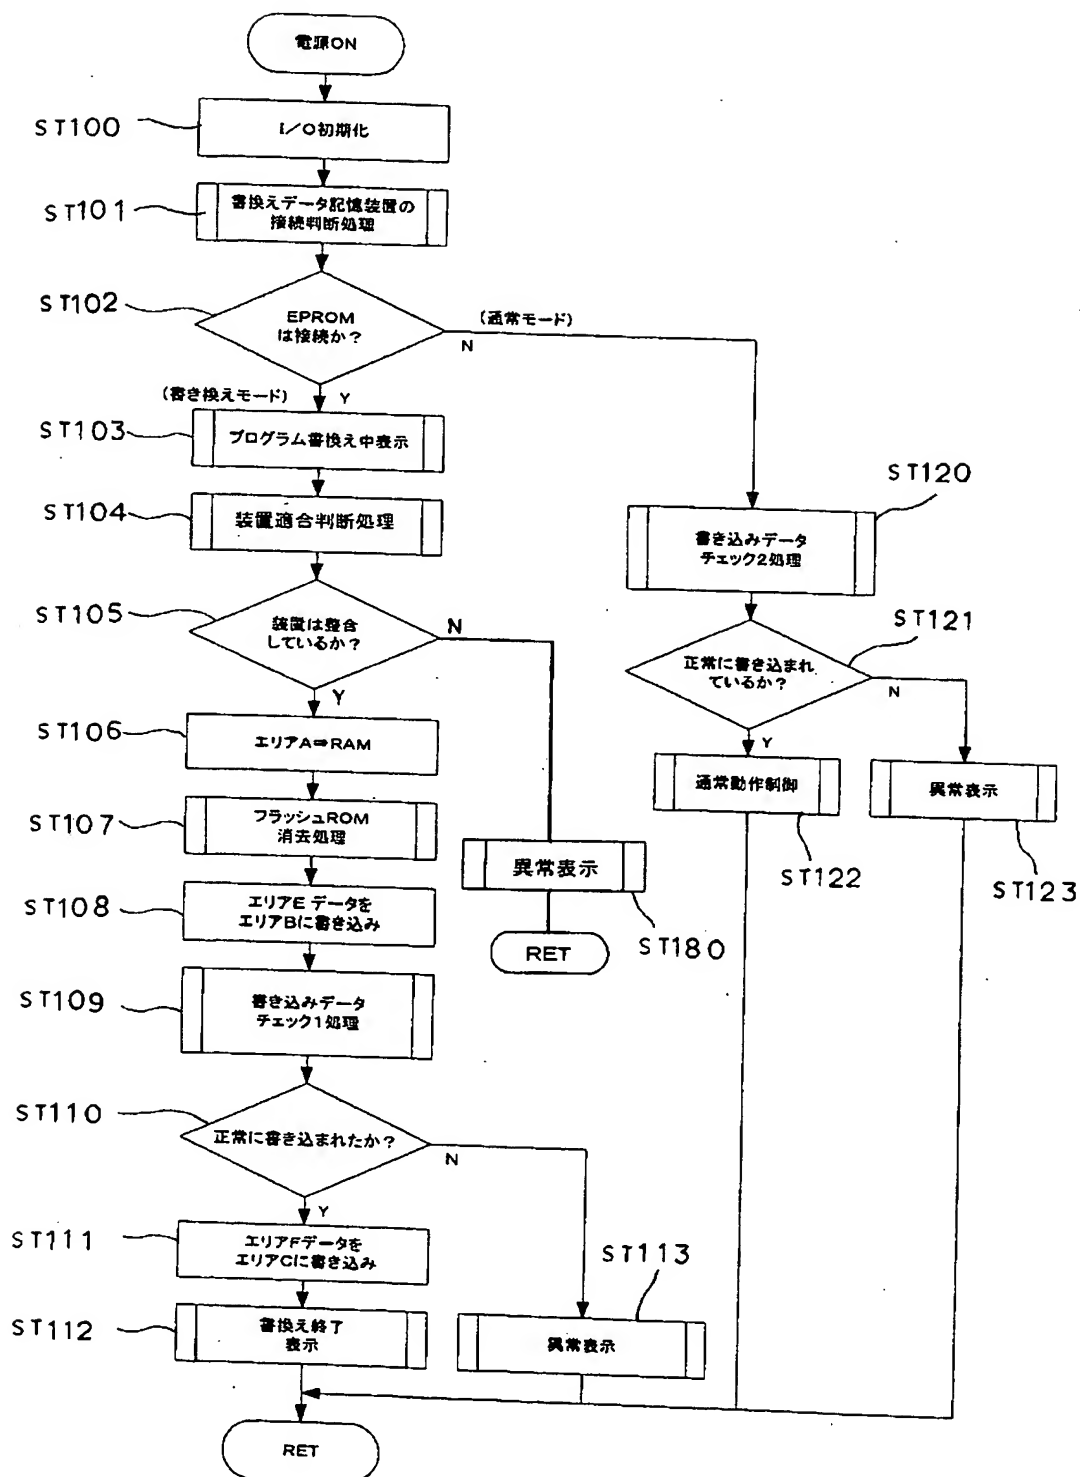 電源ON
ST100
I/O初期化
ST101
書換えデータ記憶装置の
接続判断処理
ST102
EPROM
は接続か?
(通常モード)
N
(書き換えモード)
Y
ST103
プログラム書換え中表示
ST104
装置適合判断処理
ST105
装置は整合
しているか?
N
Y
ST106
エリアA⇒RAM
ST107
フラッシュROM
消去処理
ST108
エリアEデータを
エリアBに書き込み
ST109
書き込みデータ
チェック1処理
ST110
正常に書き込まれたか?
N
Y
ST111
エリアFデータを
エリアCに書き込み
ST112
書換え終了
表示
RET
異常表示
ST180
RET
ST113
異常表示
ST120
書き込みデータ
チェック2処理
ST121
正常に書き込まれ
ているか?
N
Y
通常動作制御
ST122
異常表示
ST123